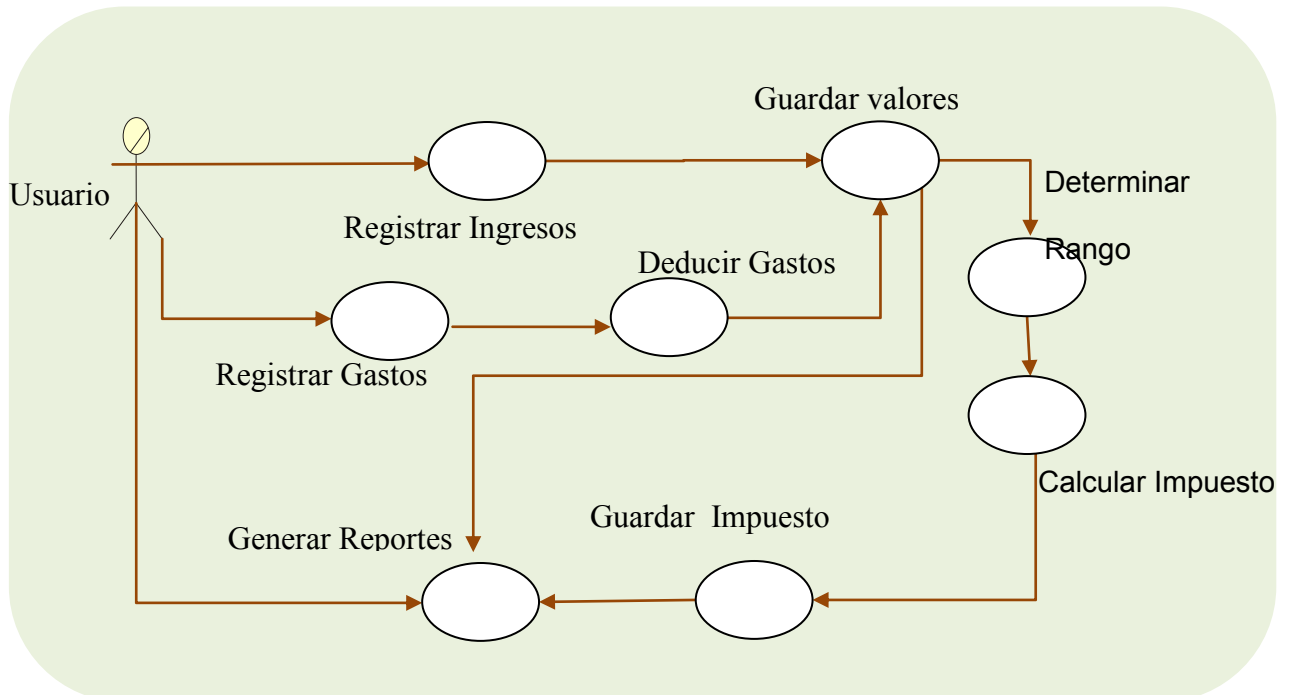 Guardar valores
Usuario
Determinar
Rango
Registrar Ingresos
Deducir Gastos
Registrar Gastos
Calcular Impuesto
Guardar Impuesto
Generar Reportes